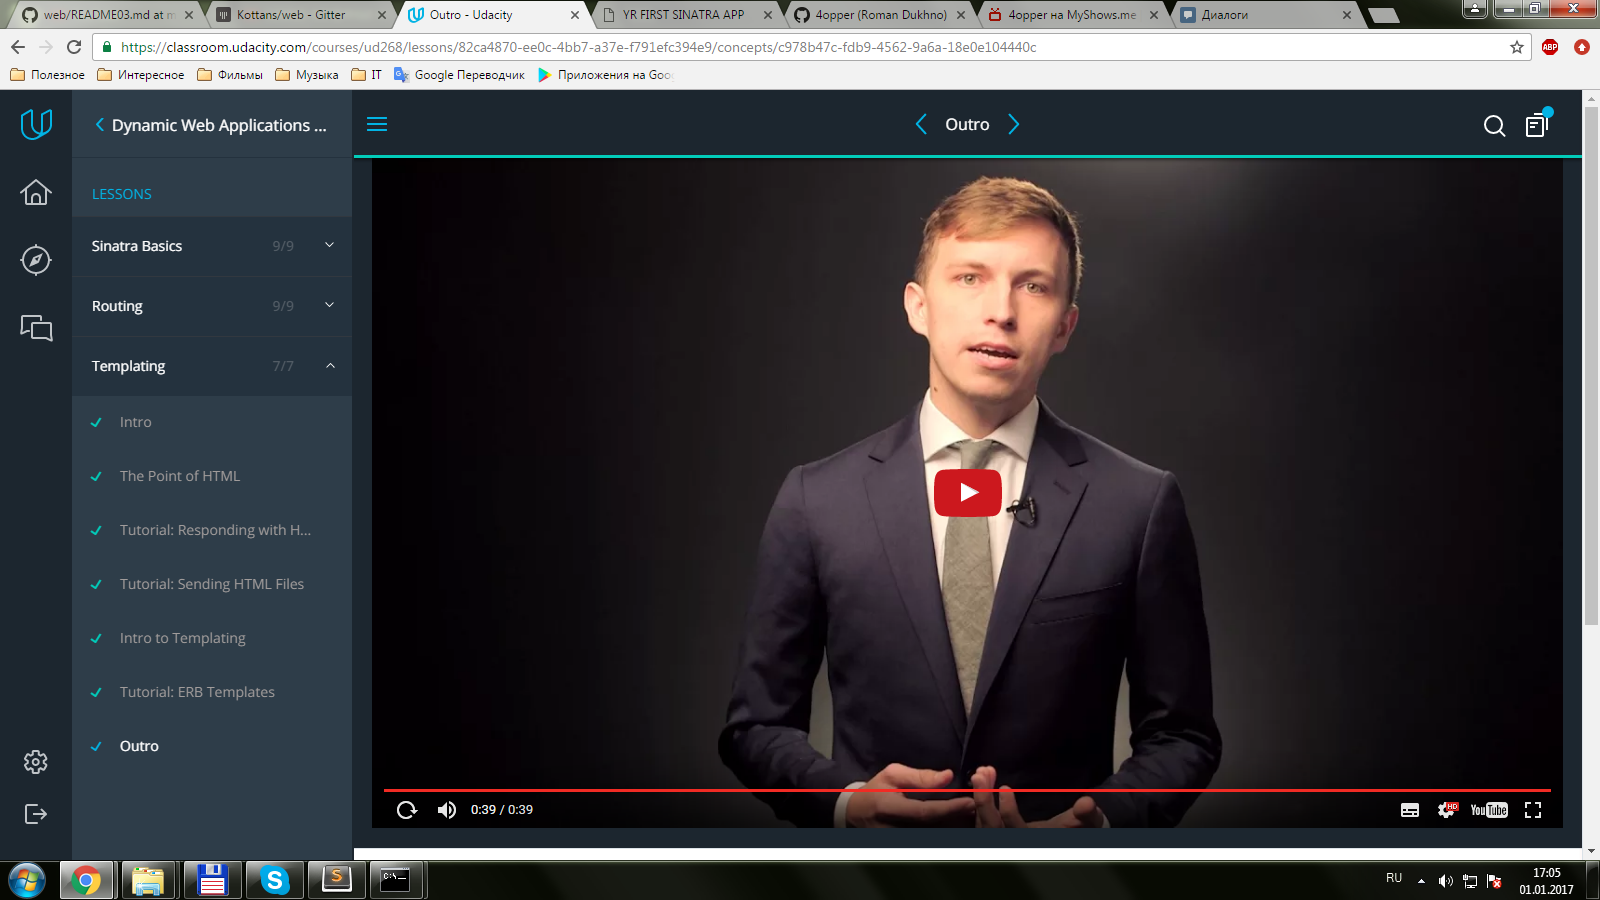 web/README03.md at m
Kottans/web - Gitter
Outro - Udacity
YR FIRST SINATRA APP
4opper (Roman Dukhno)
4opper на MyShows.me
Диалоги
https://classroom.udacity.com/courses/ud268/lessons/82ca4870-ee0c-4bb7-a37e-f791efc394e9/concepts/c978b47c-fdb9-4562-9a6a-18e0e104440c
ABP
Полезное
Интересное
Фильмы
Музыка
IT
Google Переводчик
Приложения на Goo
Dynamic Web Applications ...
Outro
LESSONS
Sinatra Basics 9/9
Routing 9/9
Templating 7/7
Intro
The Point of HTML
Tutorial: Responding with H...
Tutorial: Sending HTML Files
Intro to Templating
Tutorial: ERB Templates
Outro
0:39 / 0:39
HD
YouTube
C:\.
RU
17:05
01.01.2017